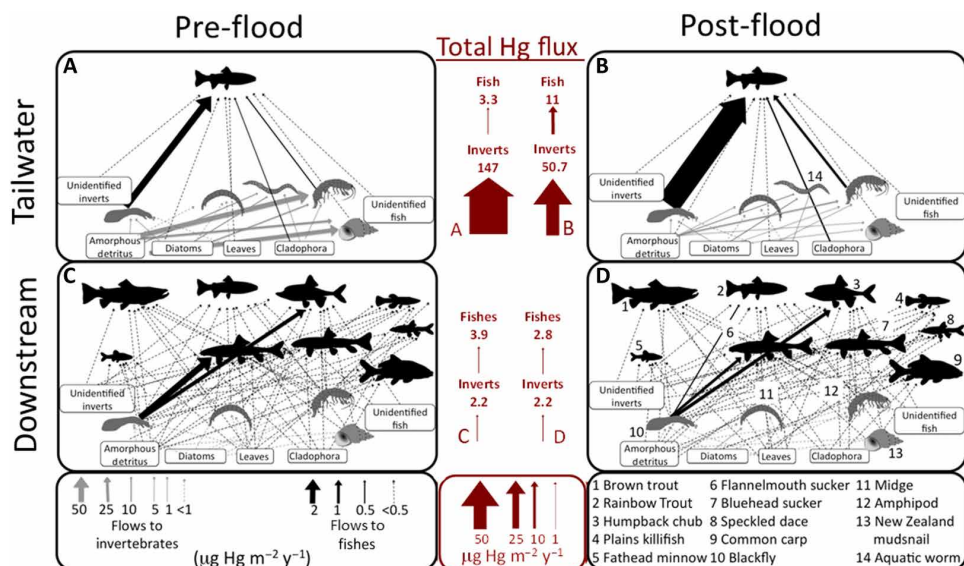 Pre-flood
Post-flood
Total Hg flux
Tailwater
Downstream
A
Unidentified
inverts
Unidentified
fish
Amorphous
detritus
Diatoms
Leaves
Cladophora
Fish
3.3
Inverts
147
A
Fish
11
Inverts
50.7
B
B
14
Unidentified
inverts
Unidentified
fish
Amorphous
detritus
Diatoms
Leaves
Cladophora
C
Unidentified
inverts
Unidentified
fish
Amorphous
detritus
Diatoms
Leaves
Cladophora
Fishes
3.9
Inverts
2.2
C
Fishes
2.8
Inverts
2.2
D
D
1
2
3
4
5
6
7
8
9
10
11
12
13
Unidentified
inverts
Unidentified
fish
Amorphous
detritus
Diatoms
Leaves
Cladophora
50 25 10 5 1 <1
Flows to
invertebrates
2 1 0.5 <0.5
Flows to
fishes
(µg Hg m⁻² y⁻¹)
50 25 10 1
µg Hg m⁻² y⁻¹
1 Brown trout
2 Rainbow Trout
3 Humpback chub
4 Plains killifish
5 Fathead minnow
6 Flannelmouth sucker
7 Bluehead sucker
8 Speckled dace
9 Common carp
10 Blackfly
11 Midge
12 Amphipod
13 New Zealand
mudsnail
14 Aquatic worm